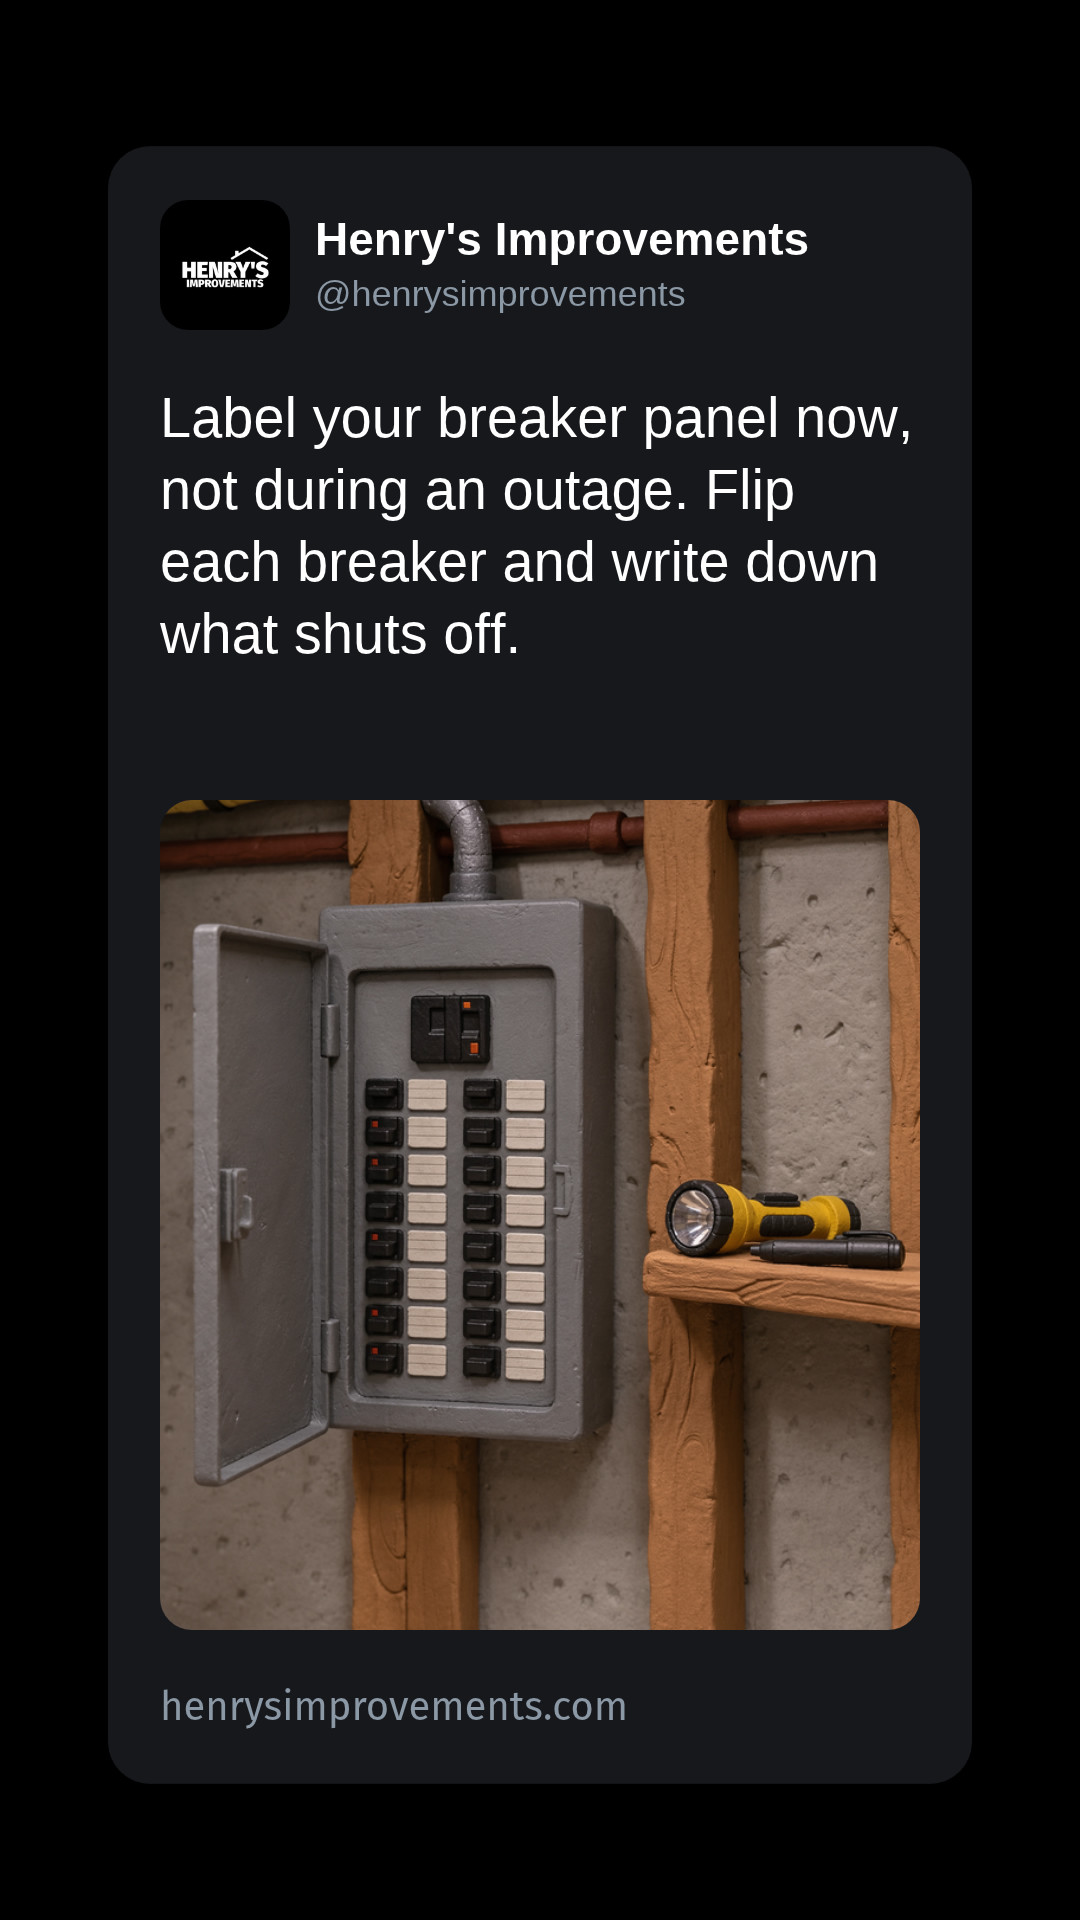 HENRY'S
IMPROVEMENTS
Henry's Improvements
@henrysimprovements
Label your breaker panel now,
not during an outage. Flip
each breaker and write down
what shuts off.
henrysimprovements.com